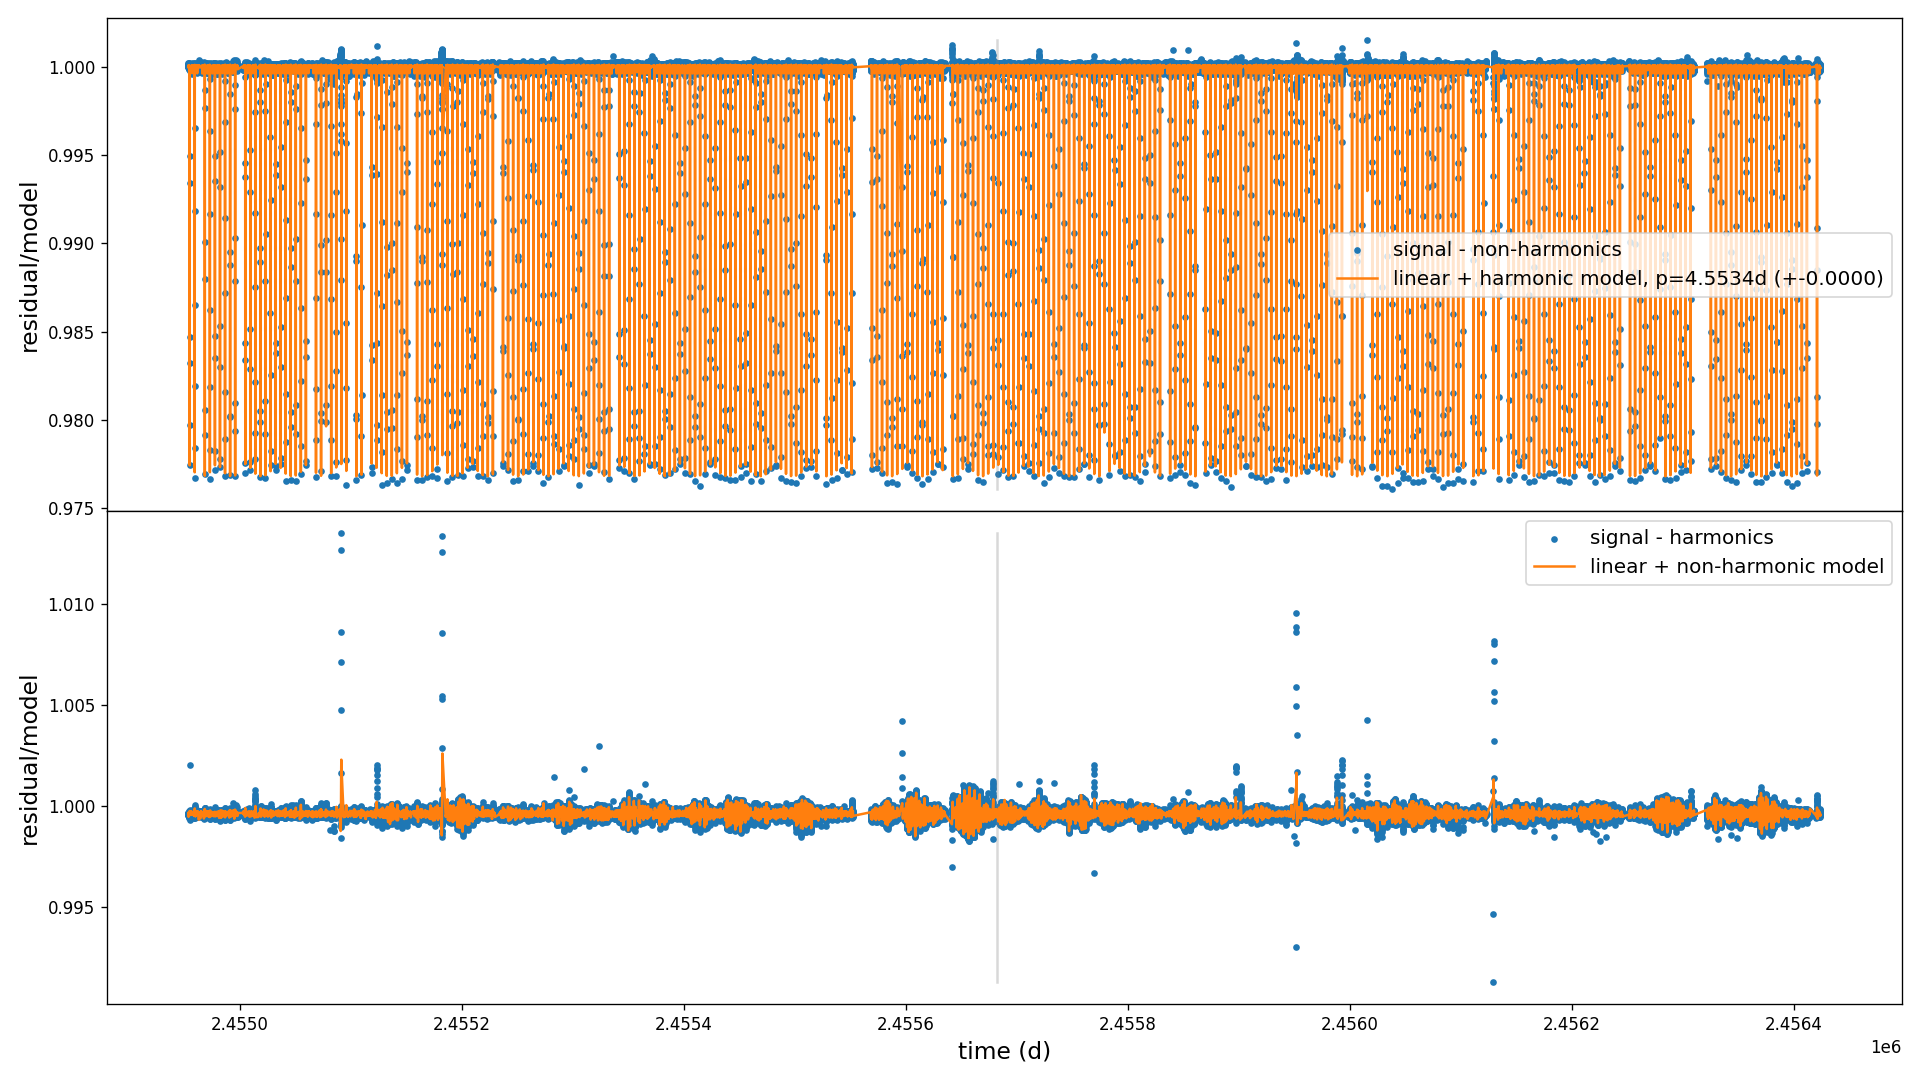 residual/model
1.000
0.995
0.990
0.985
0.980
0.975
signal - non-harmonics
linear + harmonic model, p=4.5534d (+-0.0000)
residual/model
1.010
1.005
1.000
0.995
signal - harmonics
linear + non-harmonic model
2.4550 2.4552 2.4554 2.4556 2.4558 2.4560 2.4562 2.4564
time (d)
1e6